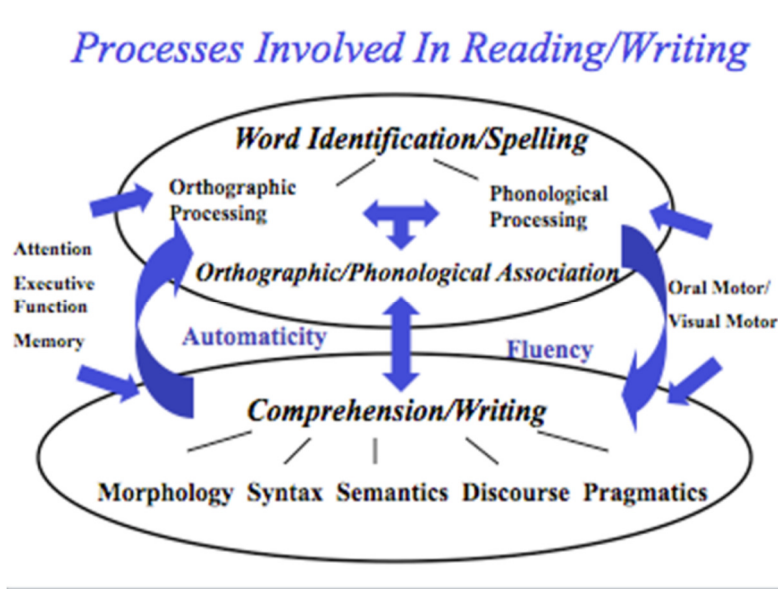 Processes Involved In Reading/Writing
Word Identification/Spelling
Orthographic
Processing
Phonological
Processing
Orthographic/Phonological Association
Attention
Executive
Function
Memory
Oral Motor/
Visual Motor
Automaticity
Fluency
Comprehension/Writing
Morphology Syntax Semantics Discourse Pragmatics